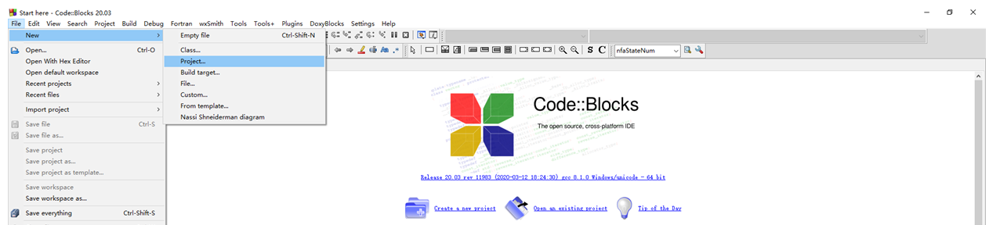 Start here - Code::Blocks 20.03
File Edit View Search Project Build Debug Fortran wxSmith Tools Tools+ Plugins DoxyBlocks Settings Help
New
Empty file Ctrl-Shift-N
Open... Ctrl-O
Class...
Open With Hex Editor
Project...
Open default workspace
Build target...
Recent projects
File...
Recent files
Custom...
Import project
From template...
Save file Ctrl-S
Nassi Shneiderman diagram
Save file as...
Save project
Save project as...
Save project as template...
Save workspace
Save workspace as...
Save everything Ctrl-Shift-S
nfaStateNum
Code::Blocks
The open source, cross-platform IDE
Release 20.03 rev 11983 (2020-03-12 18:24:30) gcc 8.1.0 Windows/unicode - 64 bit
Create a new project
Open an existing project
Tip of the Day